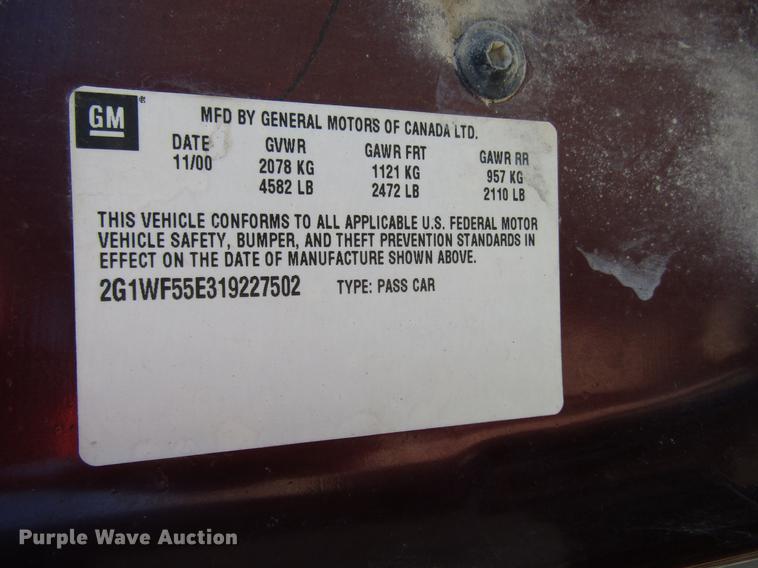 GM
MFD BY GENERAL MOTORS OF CANADA LTD.
DATE GVWR GAWR FRT GAWR RR
11/00 2078 KG 1121 KG 957 KG
4582 LB 2472 LB 2110 LB
THIS VEHICLE CONFORMS TO ALL APPLICABLE U.S. FEDERAL MOTOR
VEHICLE SAFETY, BUMPER, AND THEFT PREVENTION STANDARDS IN
EFFECT ON THE DATE OF MANUFACTURE SHOWN ABOVE.
2G1WF55E319227502 TYPE: PASS CAR
Purple Wave Auction